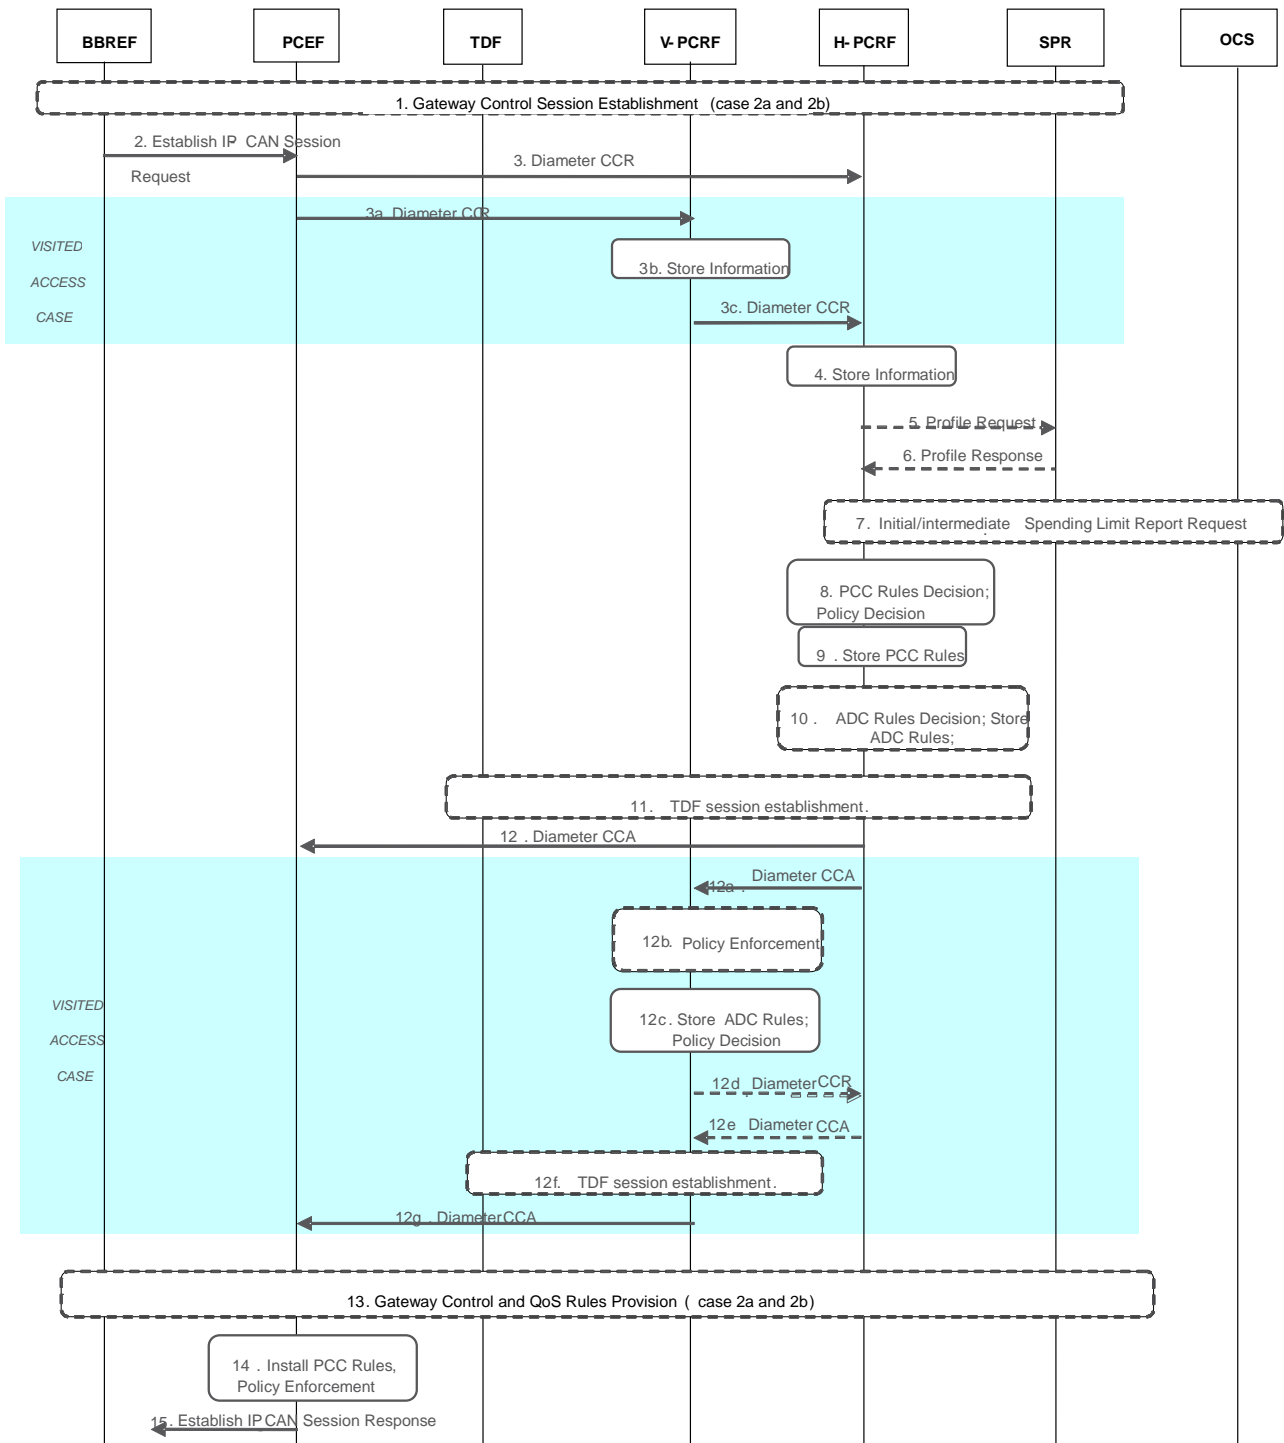 BBREF PCEF TDF V- PCRF H- PCRF SPR OCS
1. Gateway Control Session Establishment (case 2a and 2b)
2. Establish IP CAN Session
Request
3. Diameter CCR
3a. Diameter CCR
VISITED
ACCESS
CASE
3b. Store Information
3c. Diameter CCR
4. Store Information
5. Profile Request
6. Profile Response
7. Initial/intermediate Spending Limit Report Request
8. PCC Rules Decision;
Policy Decision
9 . Store PCC Rules
10 . ADC Rules Decision; Store
ADC Rules;
11. TDF session establishment.
12 . Diameter CCA
Diameter CCA
12a .
12b. Policy Enforcement
VISITED
ACCESS
CASE
12c. Store ADC Rules;
Policy Decision
12d . Diameter CCR
12e Diameter CCA
12f. TDF session establishment.
12g . Diameter CCA
13. Gateway Control and QoS Rules Provision ( case 2a and 2b)
14 . Install PCC Rules,
Policy Enforcement
15. Establish IP CAN Session Response